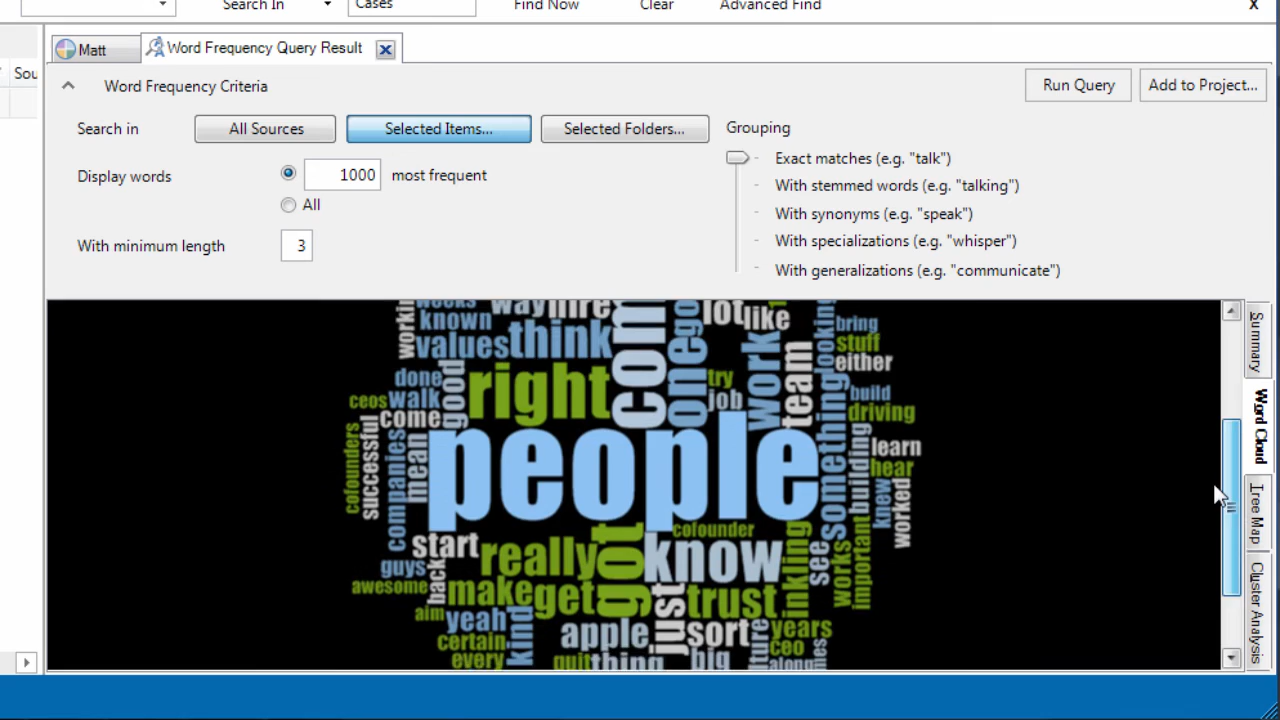 Search In Cases Find Now Clear Advanced Find x
Matt Word Frequency Query Result x
Sou
Word Frequency Criteria Run Query Add to Project...
Search in All Sources Selected Items... Selected Folders... Grouping
Exact matches (e.g. "talk")
Display words 1000 most frequent
With stemmed words (e.g. "talking")
All With synonyms (e.g. "speak")
With minimum length 3 With specializations (e.g. "whisper")
With generalizations (e.g. "communicate")
Summary
Word Cloud
Tree Map
Cluster Analysis
weeks way hire com one go lot like looking bring
known values think work stuff
either
done right try team build
ceos walk good job driving
come people something learn
cofounders successful companies mean building hear
knew worked
start really got cofounder
know inkling see works important
guys back
awesome make get just trust
aim yeah kind apple sort years
certain big ceo
every quit thing along